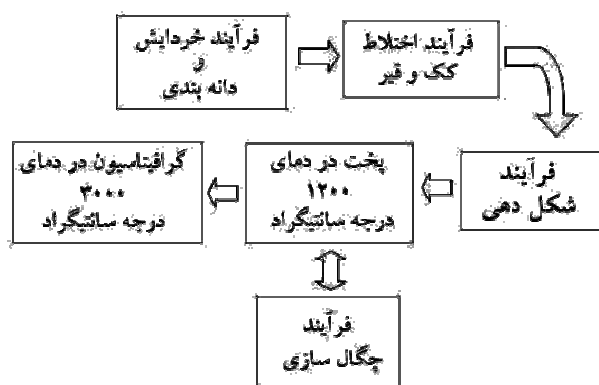 فرآیند خردایش
و
دانه بندی
فرآیند اختلاط
کک و قیر
فرآیند
شکل دهی
پخت در دمای
۱۲۰۰
درجه سانتیگراد
گرافیتاسیون در دمای
۳۰۰۰
درجه سانتیگراد
فرآیند
چگال سازی